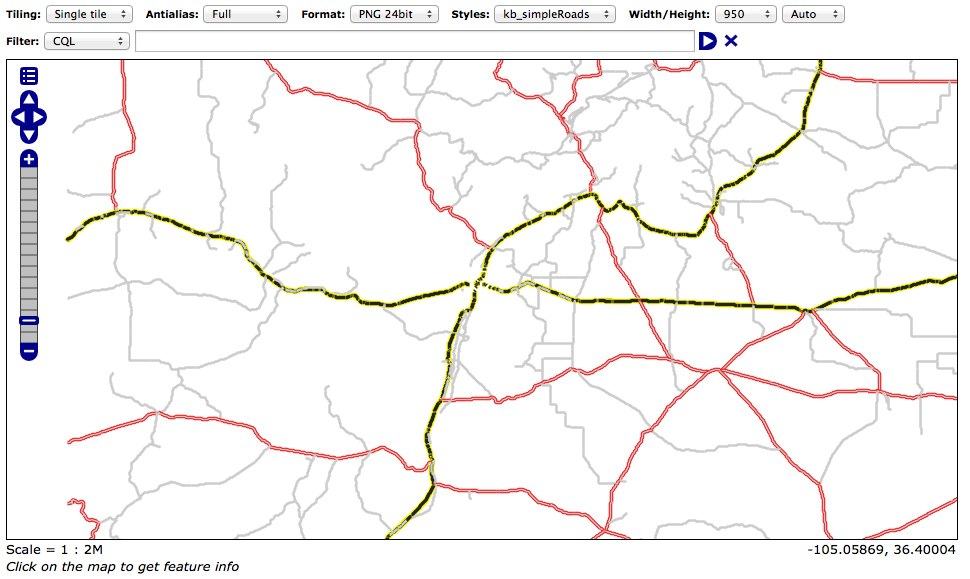 Tiling: Single tile Antialias: Full Format: PNG 24bit Styles: kb_simpleRoads Width/Height: 950 Auto
Filter: CQL
Scale = 1 : 2M -105.05869, 36.40004
Click on the map to get feature info